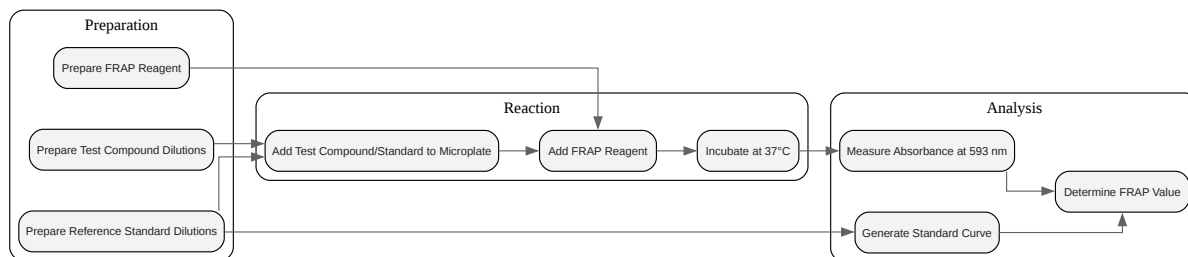 Preparation
Prepare FRAP Reagent
Prepare Test Compound Dilutions
Prepare Reference Standard Dilutions
Reaction
Add Test Compound/Standard to Microplate
Add FRAP Reagent
Incubate at 37°C
Analysis
Measure Absorbance at 593 nm
Generate Standard Curve
Determine FRAP Value